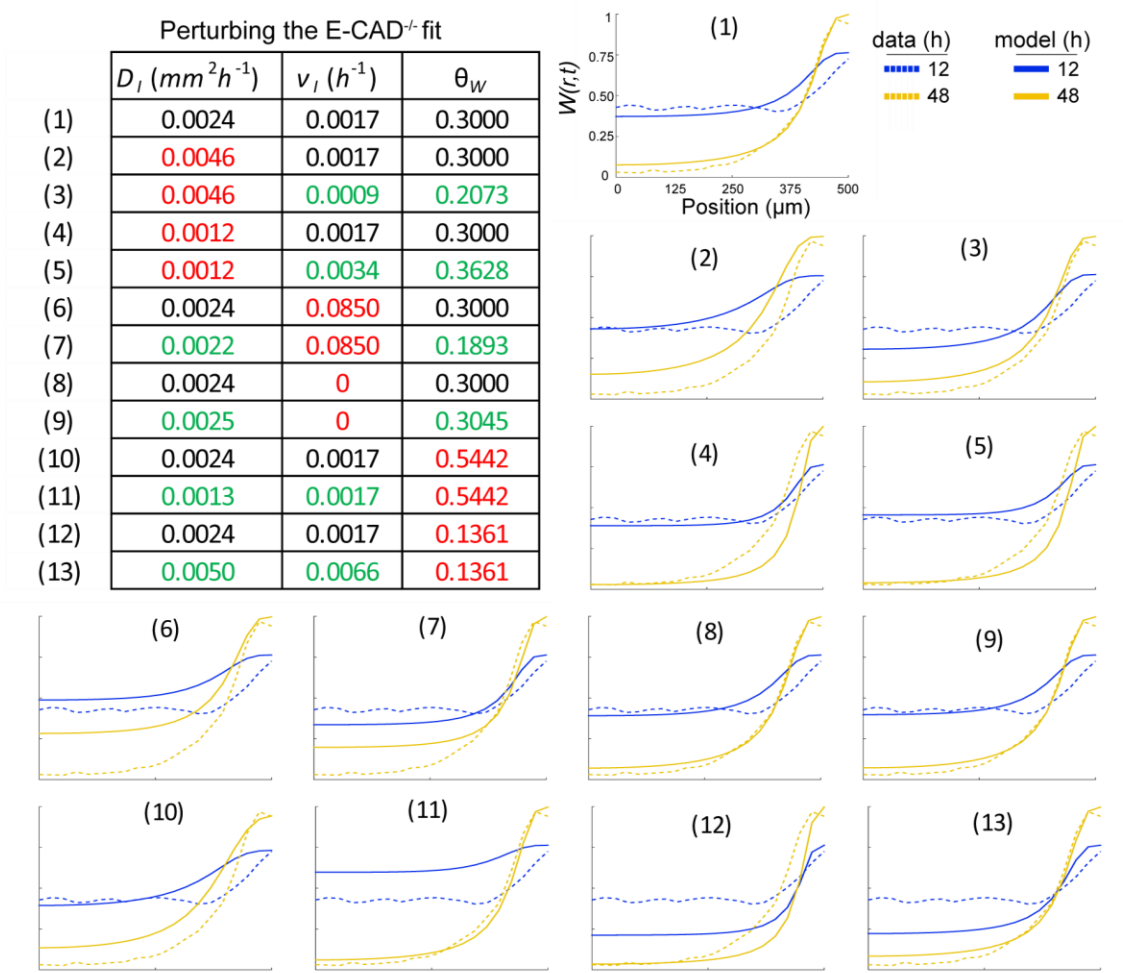 Perturbing the E-CAD-/- fit
D_I (mm²h⁻¹) ν_I (h⁻¹) θ_W
(1) 0.0024 0.0017 0.3000
(2) 0.0046 0.0017 0.3000
(3) 0.0046 0.0009 0.2073
(4) 0.0012 0.0017 0.3000
(5) 0.0012 0.0034 0.3628
(6) 0.0024 0.0850 0.3000
(7) 0.0022 0.0850 0.1893
(8) 0.0024 0 0.3000
(9) 0.0025 0 0.3045
(10) 0.0024 0.0017 0.5442
(11) 0.0013 0.0017 0.5442
(12) 0.0024 0.0017 0.1361
(13) 0.0050 0.0066 0.1361
(1)
W(r,t)
1
0.75
0.50
0.25
0
0 125 250 375 500
Position (μm)
data (h) model (h)
12 12
48 48
(2) (3)
(4) (5)
(6) (7) (8) (9)
(10) (11) (12) (13)